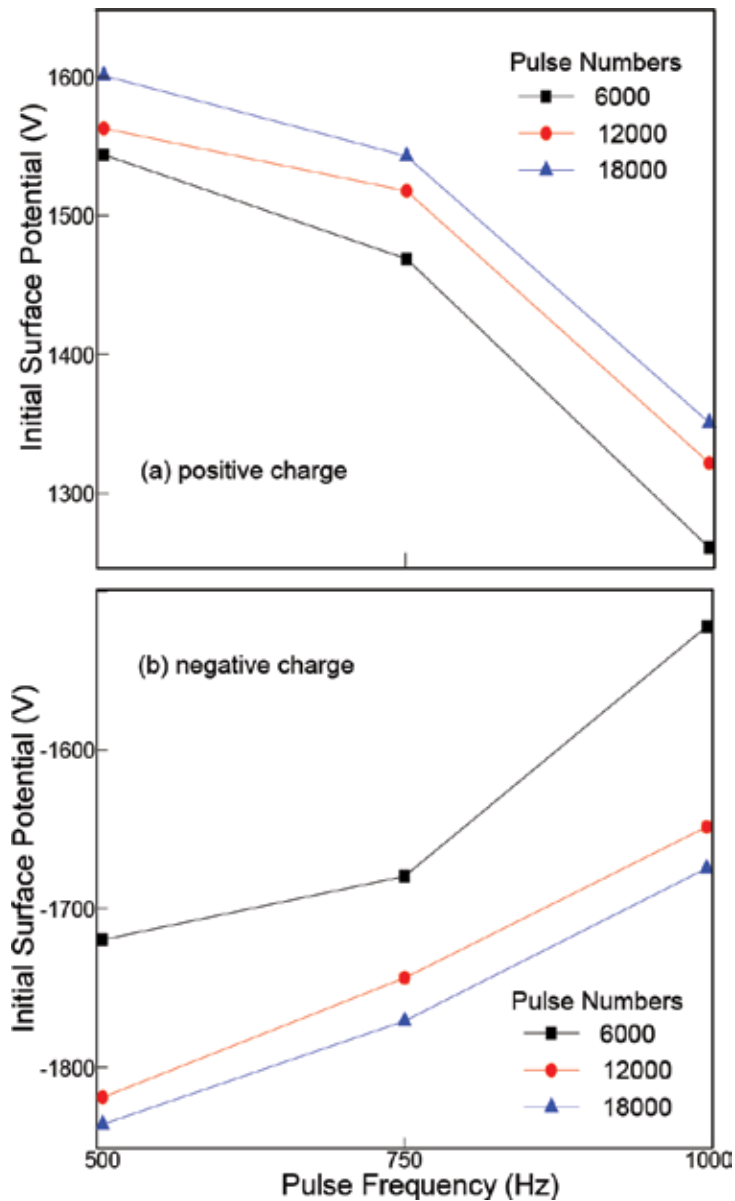 Initial Surface Potential (V)
1600
1500
1400
1300
Pulse Numbers
6000
12000
18000
(a) positive charge
Initial Surface Potential (V)
-1600
-1700
-1800
(b) negative charge
Pulse Numbers
6000
12000
18000
500 750 1000
Pulse Frequency (Hz)